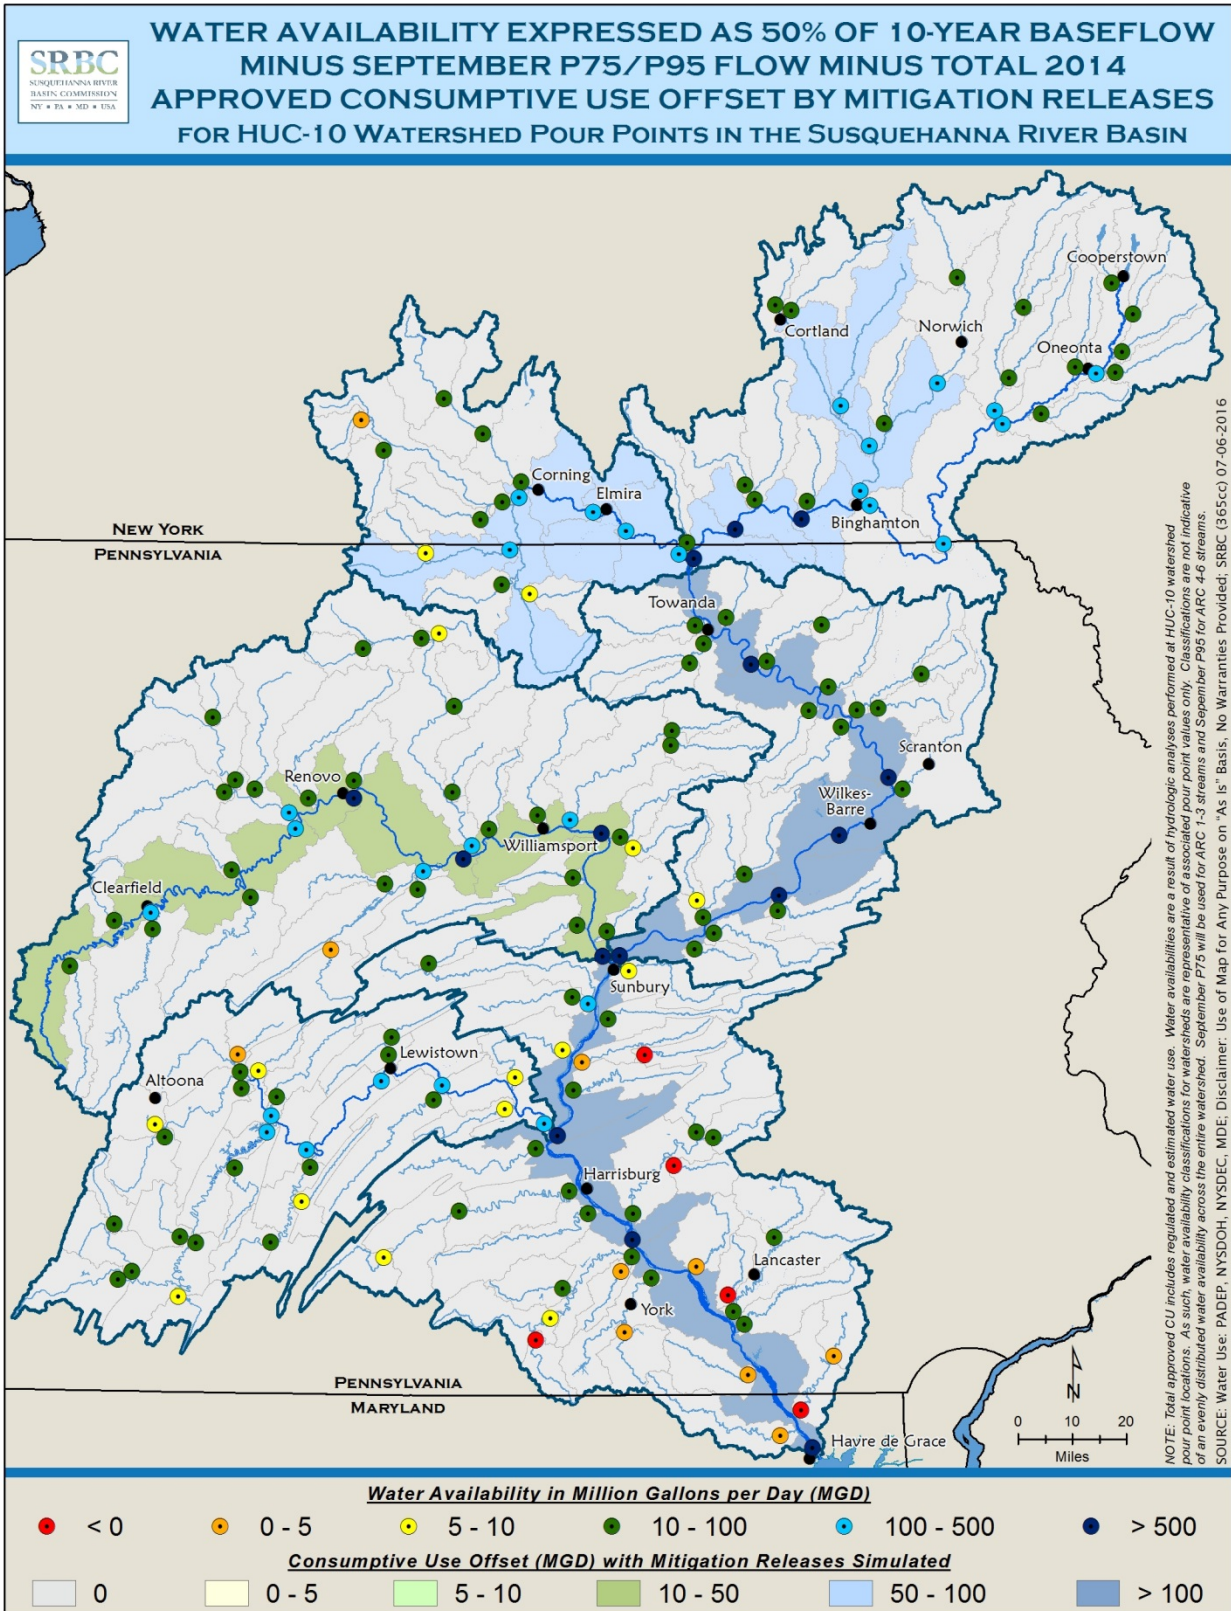 SRBC
SUSQUEHANNA RIVER
BASIN COMMISSION
NY ▪ PA ▪ MD ▪ USA
WATER AVAILABILITY EXPRESSED AS 50% OF 10-YEAR BASEFLOW
MINUS SEPTEMBER P75/P95 FLOW MINUS TOTAL 2014
APPROVED CONSUMPTIVE USE OFFSET BY MITIGATION RELEASES
FOR HUC-10 WATERSHED POUR POINTS IN THE SUSQUEHANNA RIVER BASIN
Cooperstown
Cortland
Norwich
Oneonta
Corning
Elmira
Binghamton
NEW YORK
PENNSYLVANIA
Towanda
Scranton
Renovo
Wilkes-
Barre
Williamsport
Clearfield
Sunbury
Lewistown
Altoona
Harrisburg
Lancaster
York
PENNSYLVANIA
MARYLAND
Havre de Grace
N
0 10 20
Miles
NOTE: Total approved CU includes regulated and estimated water use. Water availabilities are a result of hydrologic analyses performed at HUC-10 watershed
pour point locations. As such, water availability classifications for watersheds are representative of associated pour point values only. Classifications are not indicative
of an evenly distributed water availability across the entire watershed. September P75 will be used for ARC 1-3 streams and Sepember P95 for ARC 4-6 streams.
SOURCE: Water Use: PADEP, NYSDOH, NYSDEC, MDE; Disclaimer: Use of Map for Any Purpose on "As Is" Basis, No Warranties Provided; SRBC (365cc) 07-06-2016
Water Availability in Million Gallons per Day (MGD)
< 0 0 - 5 5 - 10 10 - 100 100 - 500 > 500
Consumptive Use Offset (MGD) with Mitigation Releases Simulated
0 0 - 5 5 - 10 10 - 50 50 - 100 > 100